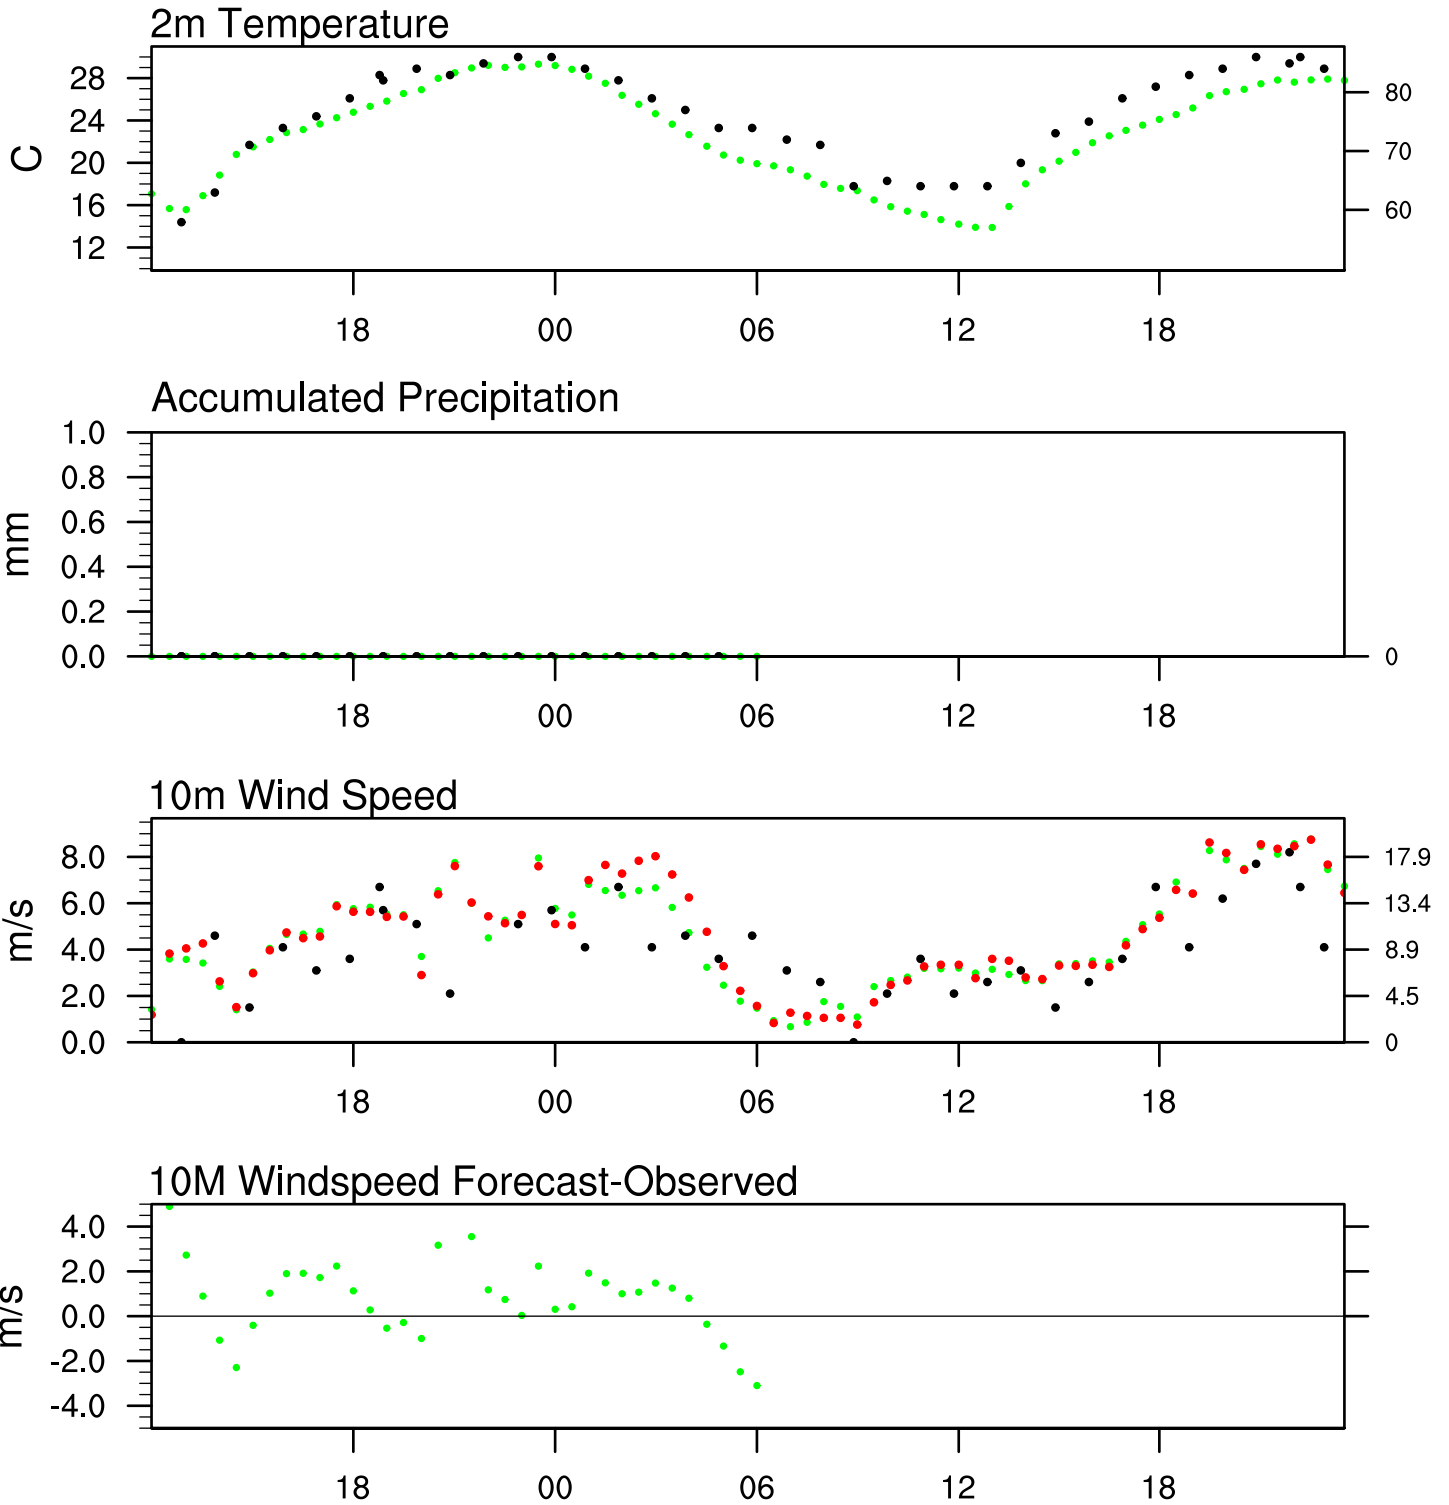 2m Temperature
28
24
20
16
12
C
80
70
60
18 00 06 12 18
Accumulated Precipitation
1.0
0.8
0.6
0.4
0.2
0.0
mm
0
18 00 06 12 18
10m Wind Speed
8.0
6.0
4.0
2.0
0.0
m/s
17.9
13.4
8.9
4.5
0
18 00 06 12 18
10M Windspeed Forecast-Observed
4.0
2.0
0.0
-2.0
-4.0
m/s
18 00 06 12 18